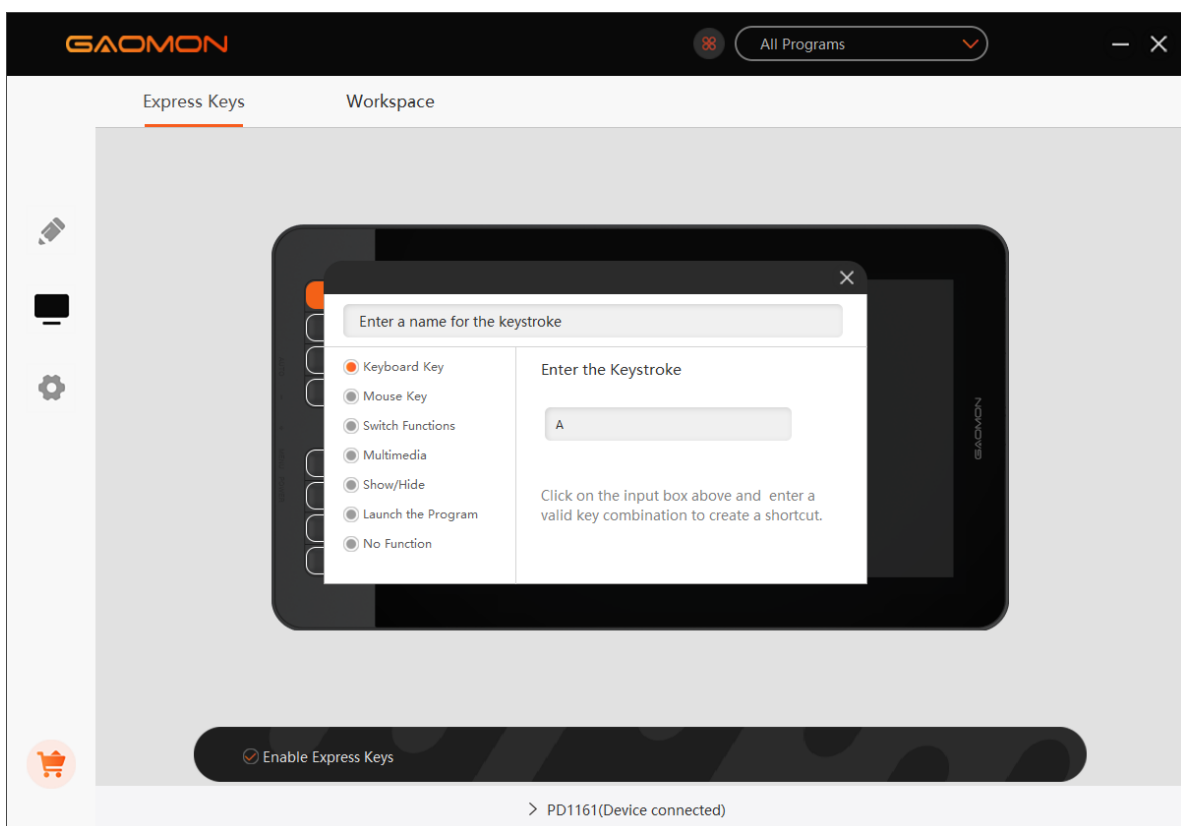 GAOMON
All Programs
Express Keys
Workspace
Enter a name for the keystroke
Keyboard Key
Mouse Key
Switch Functions
Multimedia
Show/Hide
Launch the Program
No Function
Enter the Keystroke
A
Click on the input box above and enter a
valid key combination to create a shortcut.
GAOMON
Enable Express Keys
PD1161(Device connected)